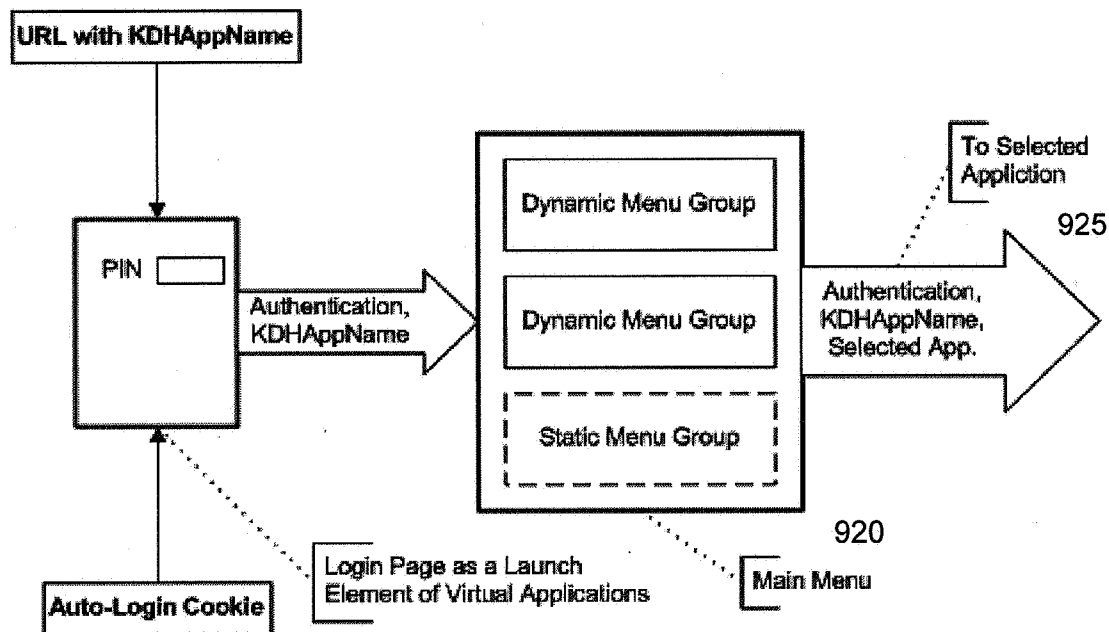 URL with KDHAppName
To Selected
Appliction
925
Dynamic Menu Group
PIN
Authentication,
KDHAppName
Dynamic Menu Group
Authentication,
KDHAppName,
Selected App.
Static Menu Group
920
Login Page as a Launch
Element of Virtual Applications
Main Menu
Auto-Login Cookie